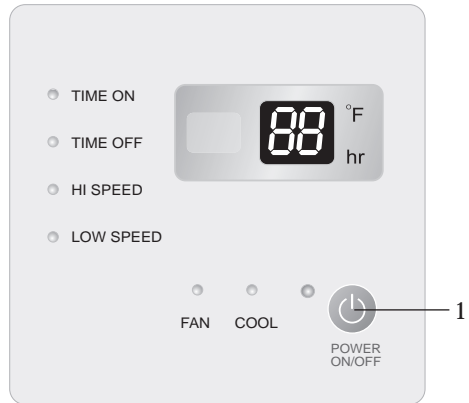 TIME ON
TIME OFF
HI SPEED
LOW SPEED
88
°F
hr
FAN COOL
POWER
ON/OFF
1